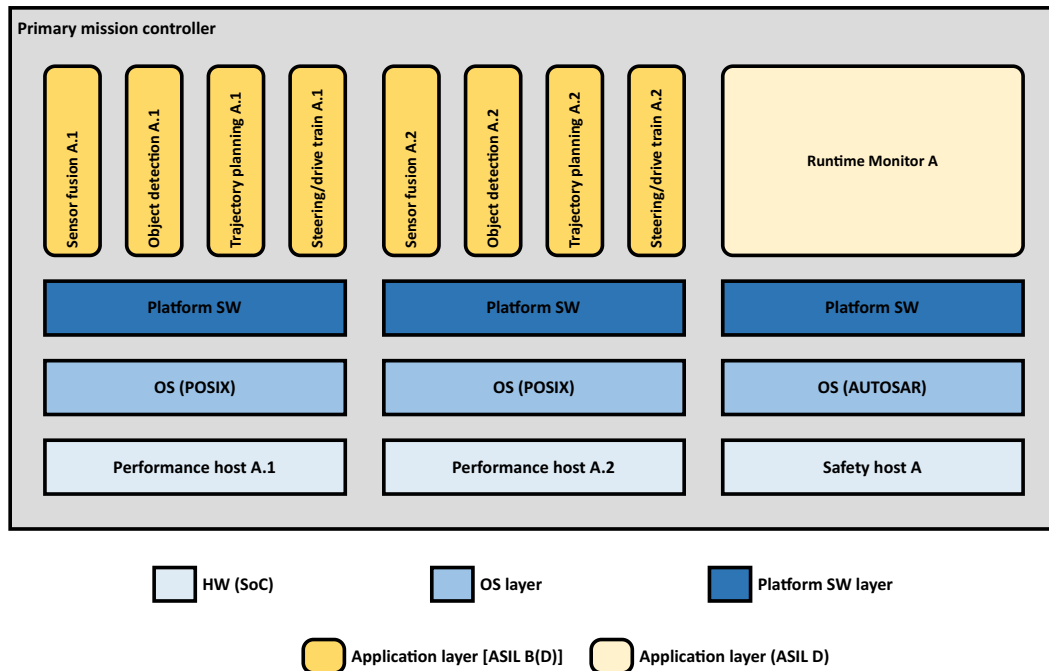 Primary mission controller
Sensor fusion A.1
Object detection A.1
Trajectory planning A.1
Steering/drive train A.1
Sensor fusion A.2
Object detection A.2
Trajectory planning A.2
Steering/drive train A.2
Runtime Monitor A
Platform SW
Platform SW
Platform SW
OS (POSIX)
OS (POSIX)
OS (AUTOSAR)
Performance host A.1
Performance host A.2
Safety host A
HW (SoC)
OS layer
Platform SW layer
Application layer [ASIL B(D)]
Application layer (ASIL D)